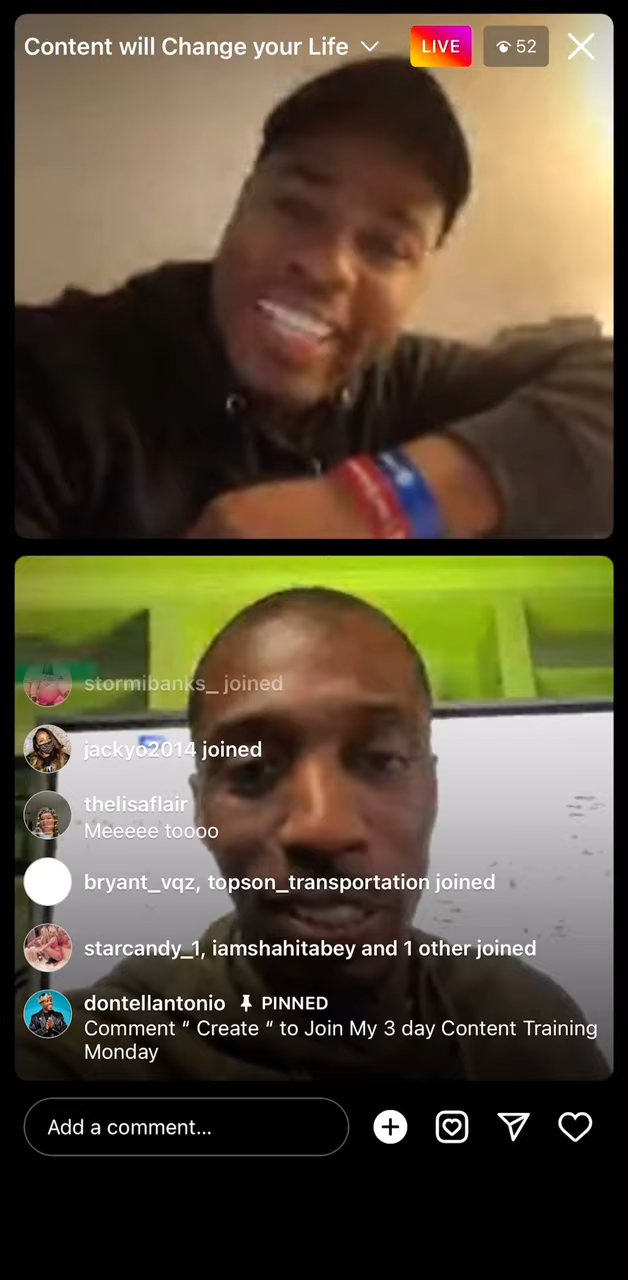 Content will Change your Life
LIVE
52
stormibanks_ joined
jackyo2014 joined
thelisaflair
Meeeee toooo
bryant_vqz, topson_transportation joined
starcandy_1, iamshahitabey and 1 other joined
dontellantonio PINNED
Comment “ Create “ to Join My 3 day Content Training
Monday
Add a comment...